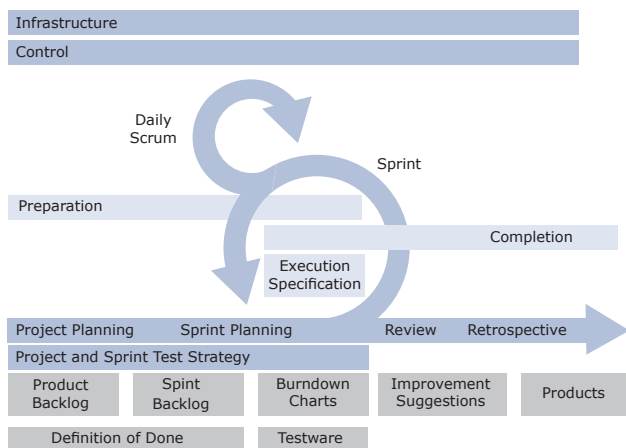 Infrastructure
Control
Daily
Scrum
Sprint
Preparation
Completion
Execution
Specification
Project Planning Sprint Planning Review Retrospective
Project and Sprint Test Strategy
Product
Backlog
Spint
Backlog
Burndown
Charts
Improvement
Suggestions
Products
Definition of Done
Testware